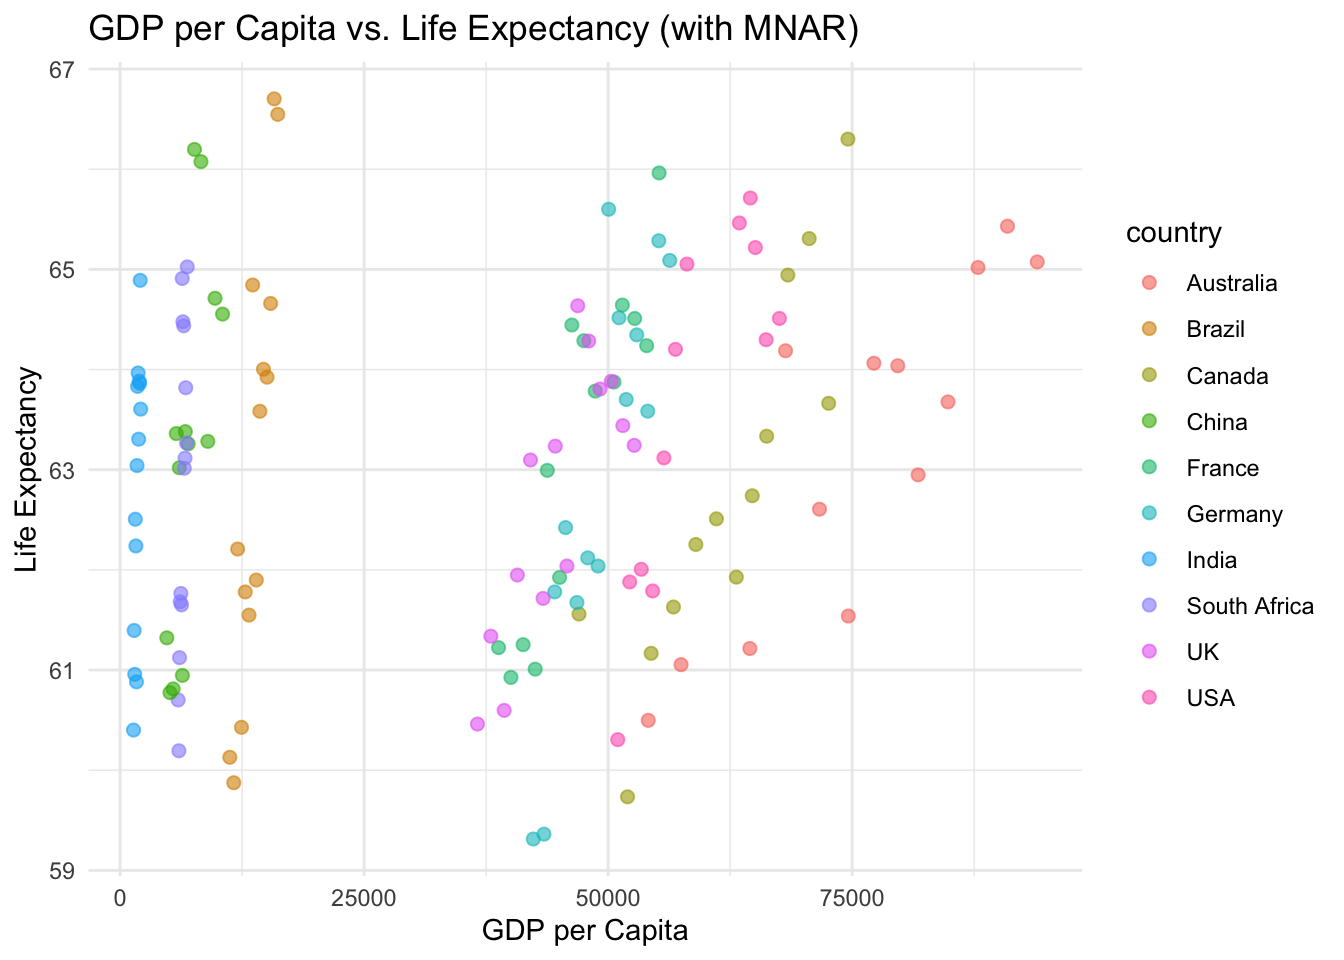 GDP per Capita vs. Life Expectancy (with MNAR)
67
65
63
61
59
Life Expectancy
0 25000 50000 75000
GDP per Capita
country
Australia
Brazil
Canada
China
France
Germany
India
South Africa
UK
USA